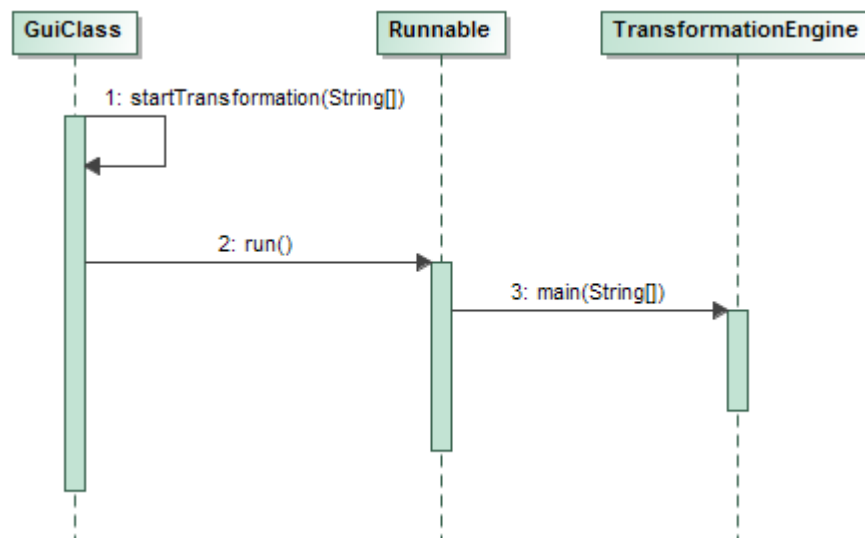 GuiClass
Runnable
TransformationEngine
1: startTransformation(String[])
2: run()
3: main(String[])